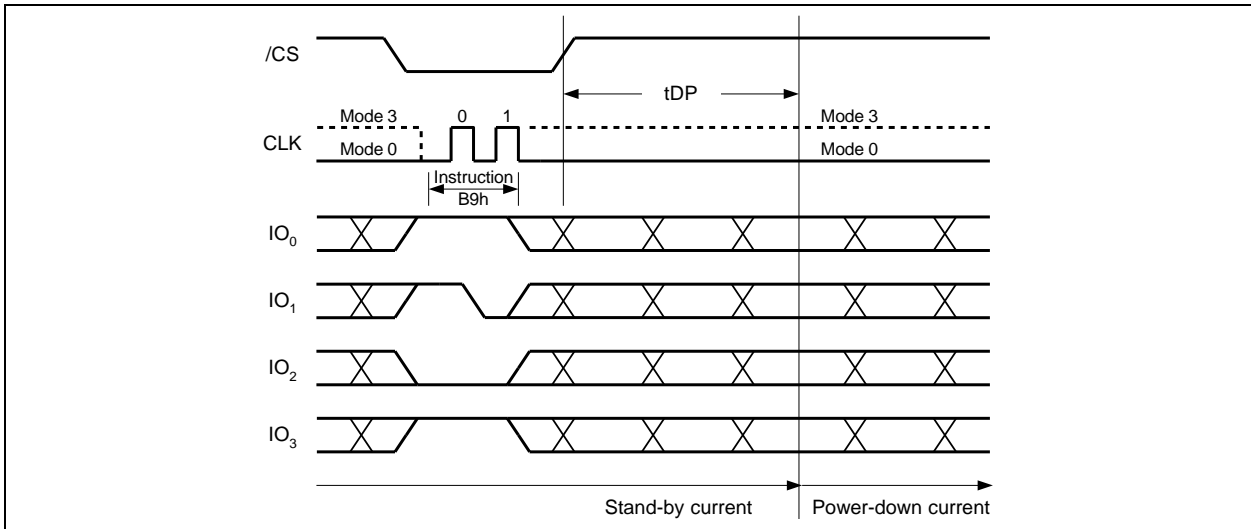 /CS
tDP
Mode 3 0 1 Mode 3
CLK
Mode 0 Mode 0
Instruction
B9h
IO0
IO1
IO2
IO3
Stand-by current Power-down current